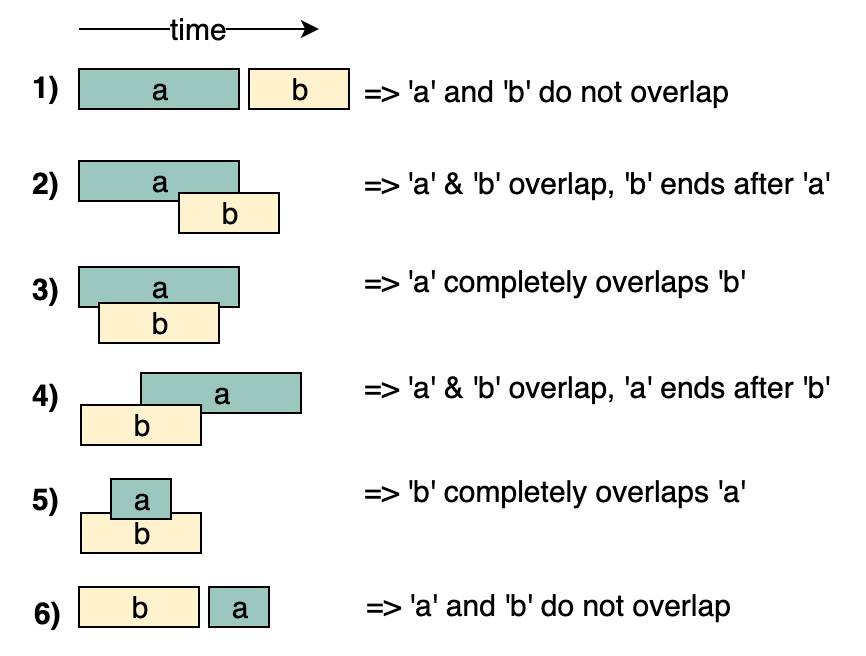 time
1) a b => 'a' and 'b' do not overlap
2) a => 'a' & 'b' overlap, 'b' ends after 'a'
b
3) a => 'a' completely overlaps 'b'
b
4) a => 'a' & 'b' overlap, 'a' ends after 'b'
b
5) a => 'b' completely overlaps 'a'
b
6) b a => 'a' and 'b' do not overlap